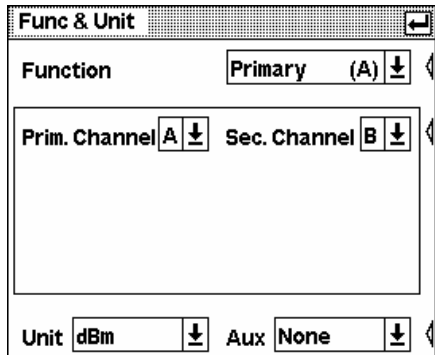 Func & Unit
Function Primary (A)
Prim. Channel A Sec. Channel B
Unit dBm Aux None